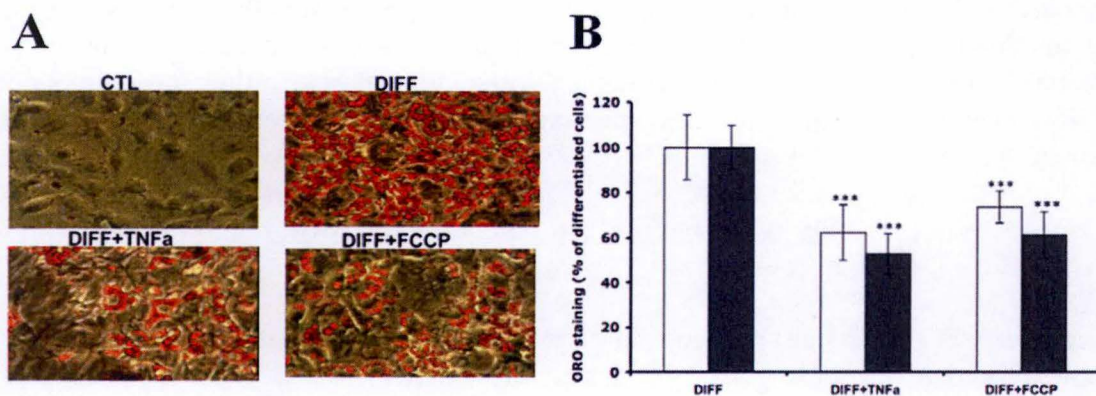 A
CTL
DIFF
DIFF+TNFa
DIFF+FCCP
B
ORO staining (% of differentiated cells)
120
100
80
60
40
20
0
***
***
***
***
DIFF
DIFF+TNFa
DIFF+FCCP